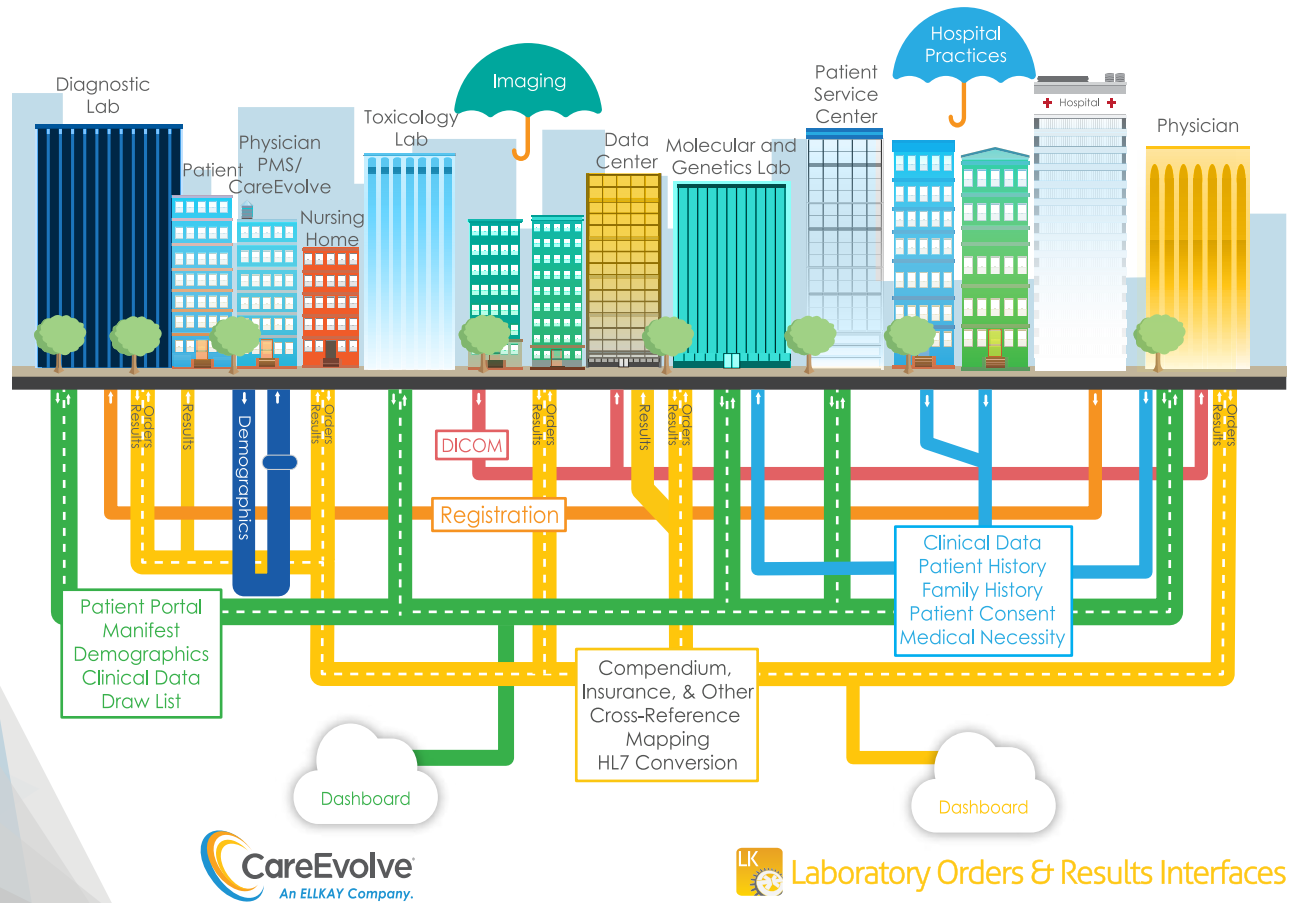 Diagnostic
Lab
Patient
Physician
PMS/
CareEvolve
Nursing
Home
Toxicology
Lab
Imaging
Data
Center
Molecular and
Genetics Lab
Patient
Service
Center
Hospital
Practices
Hospital
Physician
Orders
Results
Results
Demographics
Orders
Results
Orders
Results
Results
Orders
Results
Orders
Results
DICOM
Registration
Clinical Data
Patient History
Family History
Patient Consent
Medical Necessity
Patient Portal
Manifest
Demographics
Clinical Data
Draw List
Compendium,
Insurance, & Other
Cross-Reference
Mapping
HL7 Conversion
Dashboard
Dashboard
CareEvolve
An ELLKAY Company.
LK
Laboratory Orders & Results Interfaces